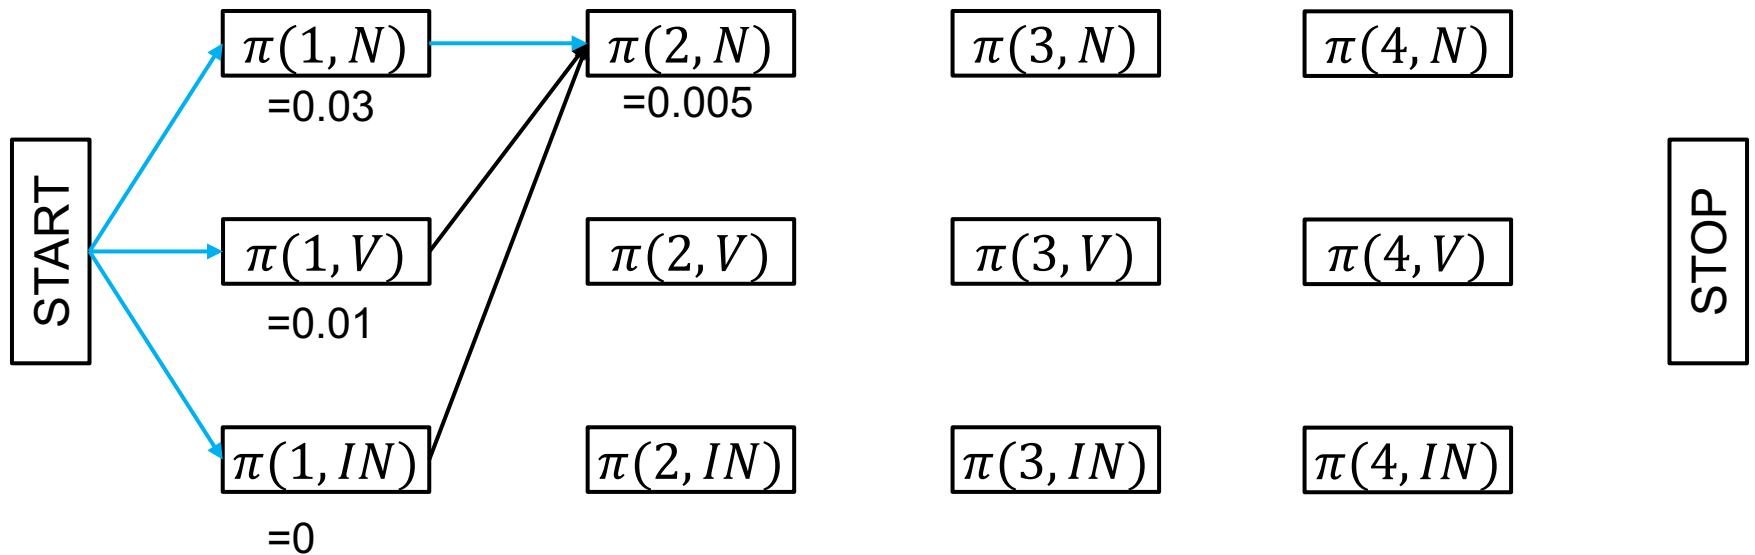 START
π(1, N)
=0.03
π(2, N)
=0.005
π(3, N)
π(4, N)
π(1, V)
=0.01
π(2, V)
π(3, V)
π(4, V)
π(1, IN)
=0
π(2, IN)
π(3, IN)
π(4, IN)
STOP